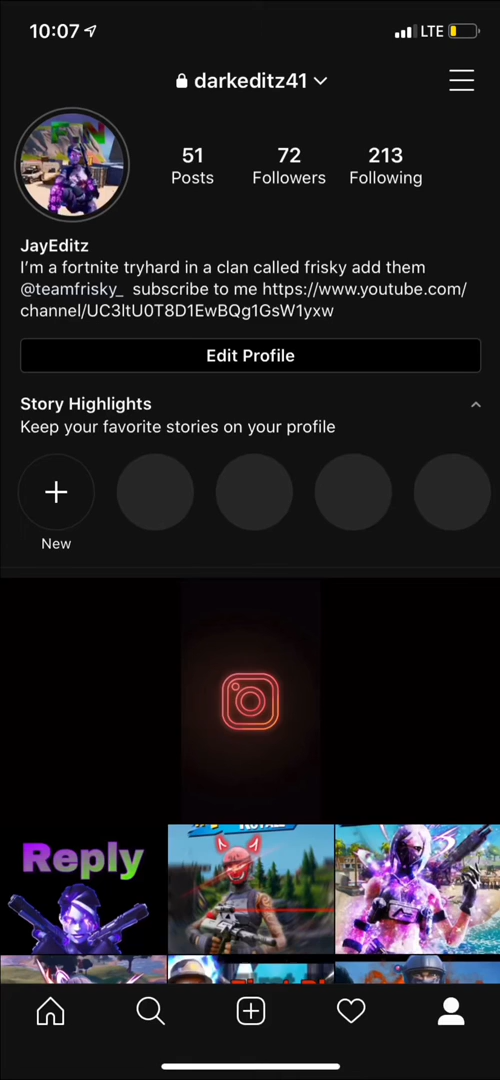 10:07
LTE
darkeditz41
51
72
213
Posts
Followers
Following
JayEditz
I'm a fortnite tryhard in a clan called frisky add them
@teamfrisky_ subscribe to me https://www.youtube.com/
channel/UC3ltU0T8D1EwBQg1GsW1yxw
Edit Profile
Story Highlights
Keep your favorite stories on your profile
New
Reply